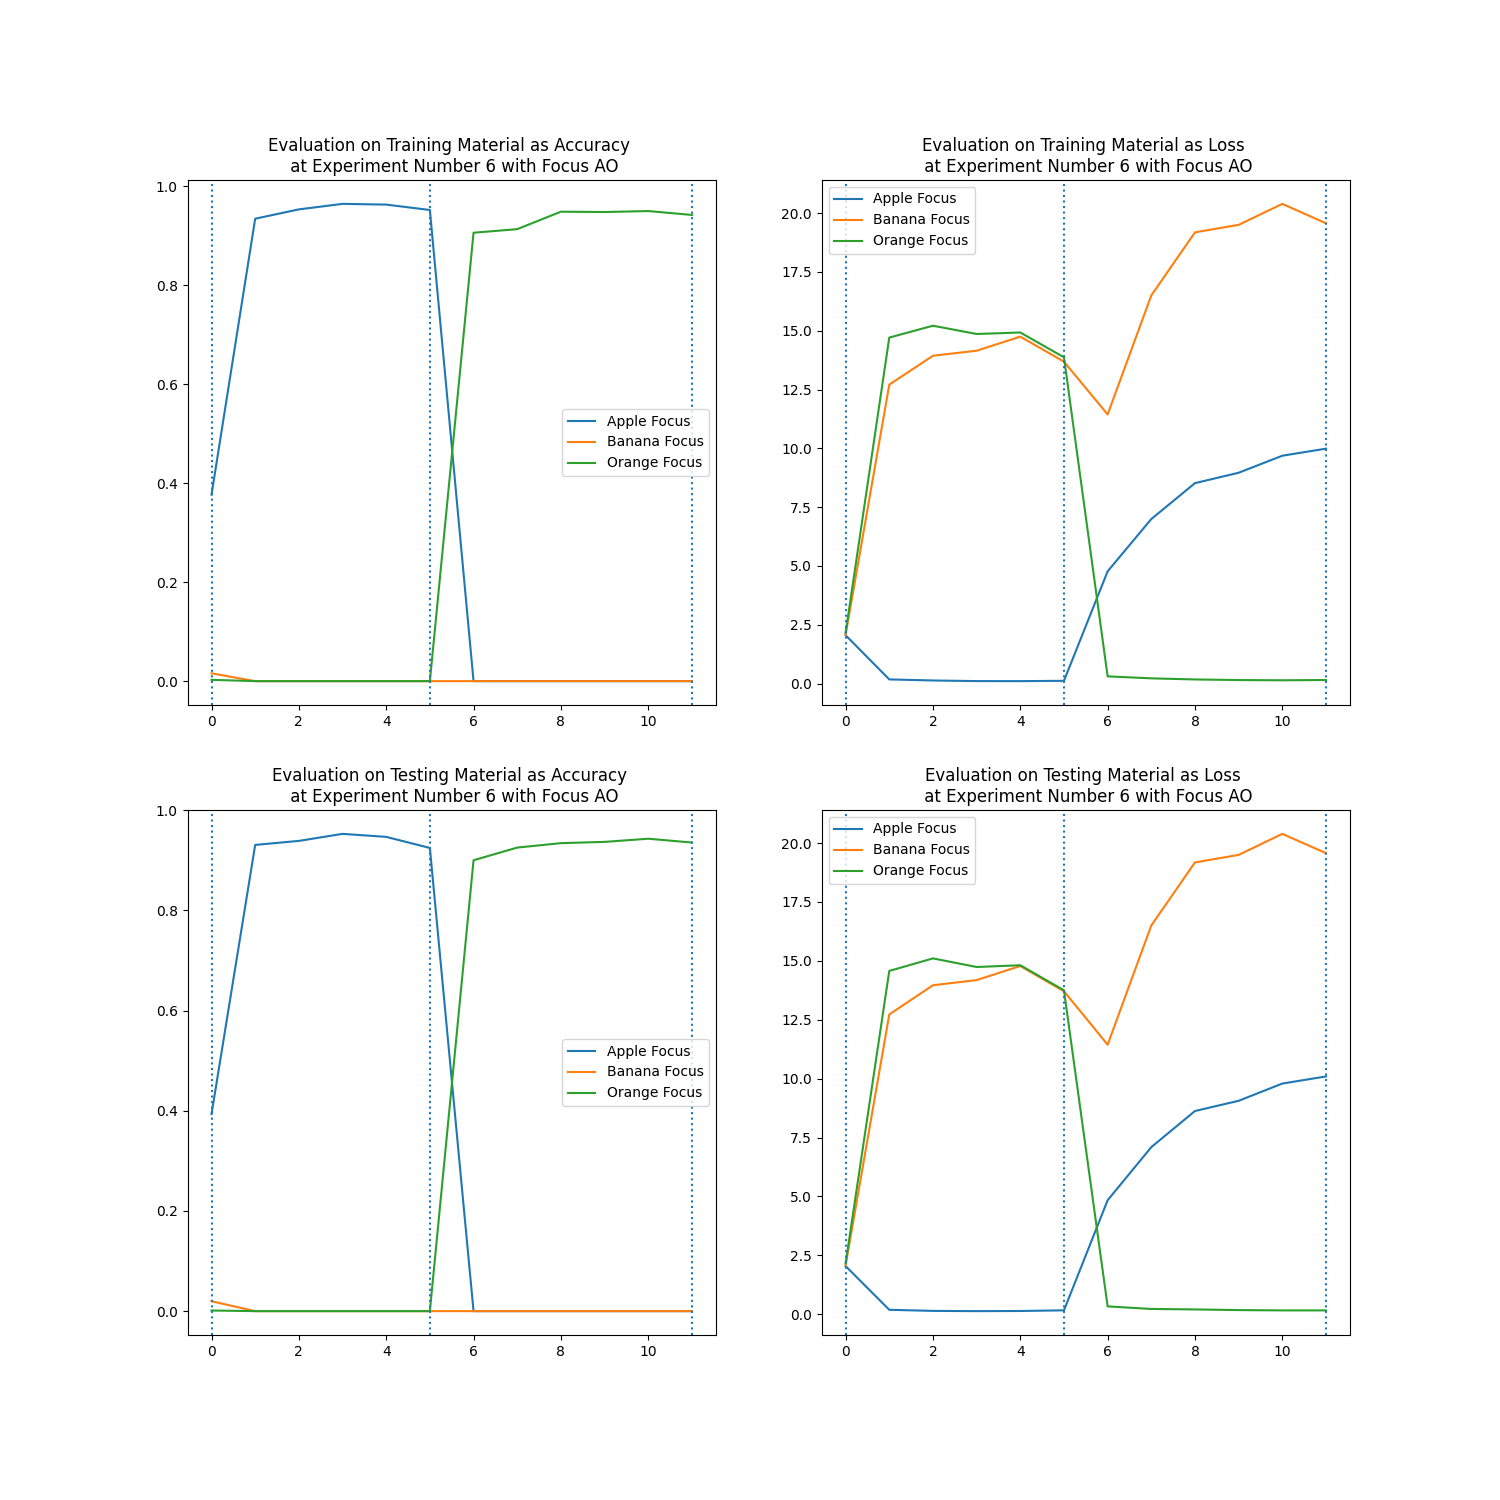 Evaluation on Training Material as Accuracy
at Experiment Number 6 with Focus AO
1.0
0.8
0.6
0.4
0.2
0.0
Apple Focus
Banana Focus
Orange Focus
0 2 4 6 8 10
Evaluation on Training Material as Loss
at Experiment Number 6 with Focus AO
Apple Focus
Banana Focus
Orange Focus
20.0
17.5
15.0
12.5
10.0
7.5
5.0
2.5
0.0
0 2 4 6 8 10
Evaluation on Testing Material as Accuracy
at Experiment Number 6 with Focus AO
1.0
0.8
0.6
0.4
0.2
0.0
Apple Focus
Banana Focus
Orange Focus
0 2 4 6 8 10
Evaluation on Testing Material as Loss
at Experiment Number 6 with Focus AO
Apple Focus
Banana Focus
Orange Focus
20.0
17.5
15.0
12.5
10.0
7.5
5.0
2.5
0.0
0 2 4 6 8 10